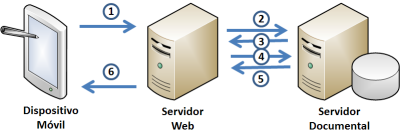 1
2
3
4
5
6
Dispositivo
Móvil
Servidor
Web
Servidor
Documental